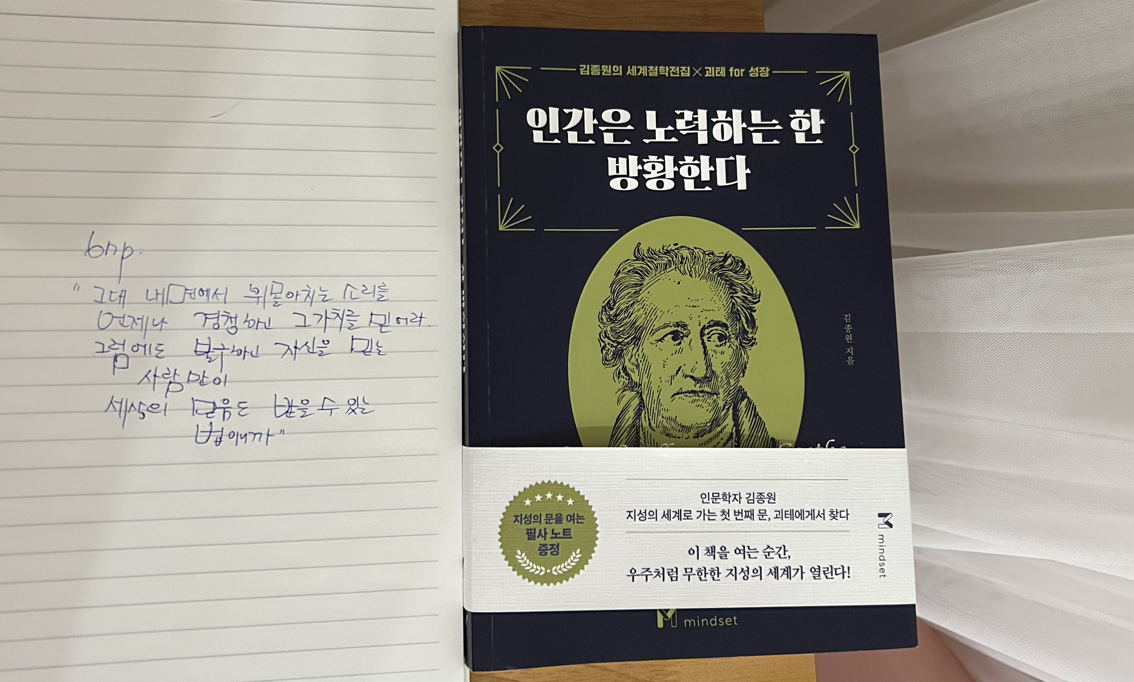 6np.
" 그대 내면에서 휘몰아치는 소리를
언제나 경청하고 그 가치를 믿어라.
그럼에도 불구하고 자신을 믿는
사람만이
세상의 믿음도 받을 수 있는
법이니까"
김종원의 세계철학전집×괴테 for 성장
인간은 노력하는 한
방황한다
김종원 지음
지성의 문을 여는
필사 노트
증정
인문학자 김종원
지성의 세계로 가는 첫 번째 문, 괴테에게서 찾다
이 책을 여는 순간,
우주처럼 무한한 지성의 세계가 열린다!
mindset
mindset